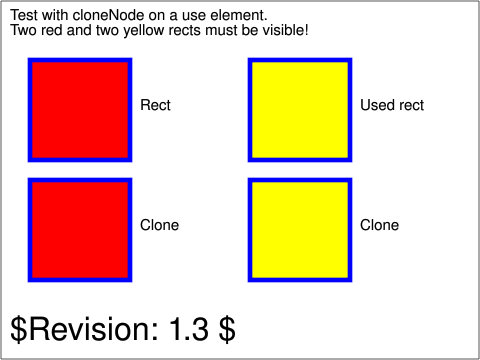 Test with cloneNode on a use element.
Two red and two yellow rects must be visible!
Rect
Used rect
Clone
Clone
$Revision: 1.3 $